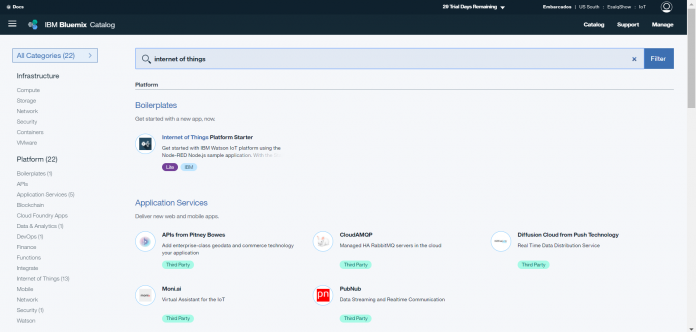 Docs
29 Trial Days Remaining
Embarcados | US South | EsalqShow | IoT
IBM Bluemix Catalog
Catalog Support Manage
All Categories (22)
Infrastructure
Compute
Storage
Network
Security
Containers
VMware
Platform (22)
Boilerplates (1)
APIs
Application Services (5)
Blockchain
Cloud Foundry Apps
Data & Analytics (1)
DevOps (1)
Finance
Functions
Integrate
Internet of Things (13)
Mobile
Network
Security (1)
Watson
internet of things
Filter
Platform
Boilerplates
Get started with a new app, now.
Internet of Things Platform Starter
Get started with IBM Watson IoT platform using the
Node-RED Node.js sample application. With the
Lite IBM
Application Services
Deliver new web and mobile apps.
APIs from Pitney Bowes
Add enterprise-class geodata and commerce technology
your application
Third Party
CloudAMQP
Managed HA RabbitMQ servers in the cloud
Third Party
Diffusion Cloud from Push Technology
Real Time Data Distribution Service
Third Party
Moni.ai
Virtual Assistant for the IoT
Third Party
pn
PubNub
Data Streaming and Realtime Communication
Third Party